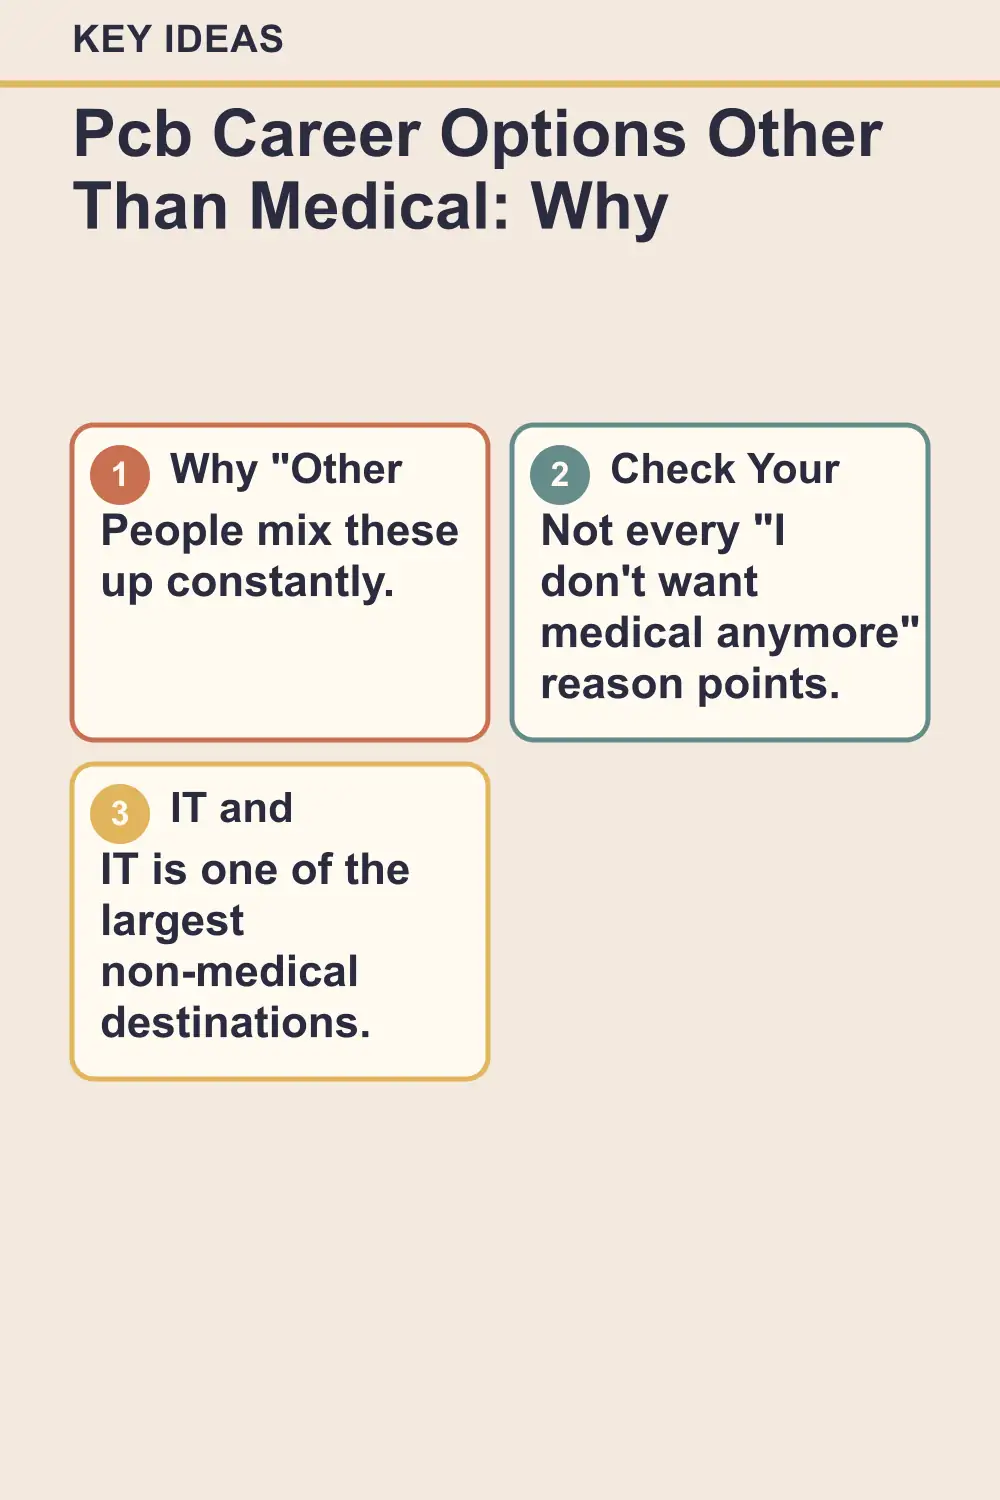 KEY IDEAS
Pcb Career Options Other
Than Medical: Why
1 Why "Other
People mix these
up constantly.
2 Check Your
Not every "I
don't want
medical anymore"
reason points.
3 IT and
IT is one of the
largest
non-medical
destinations.